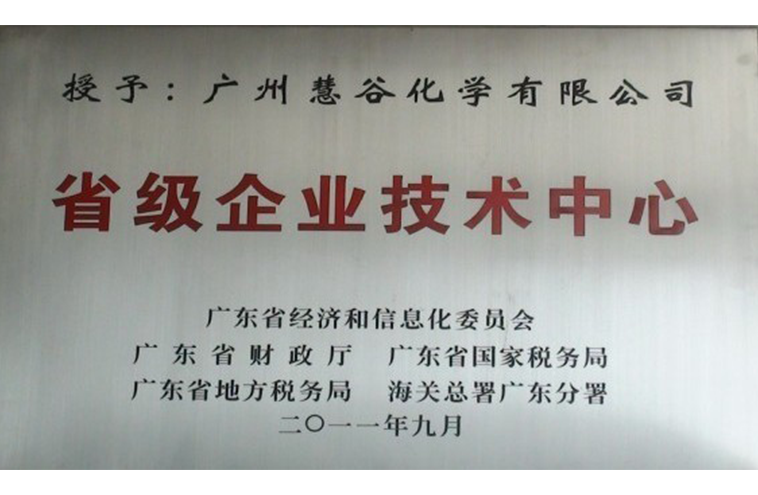 授予：广州慧谷化学有限公司
省级企业技术中心
广东省经济和信息化委员会
广东省财政厅 广东省国家税务局
广东省地方税务局 海关总署广东分署
二〇一一年九月